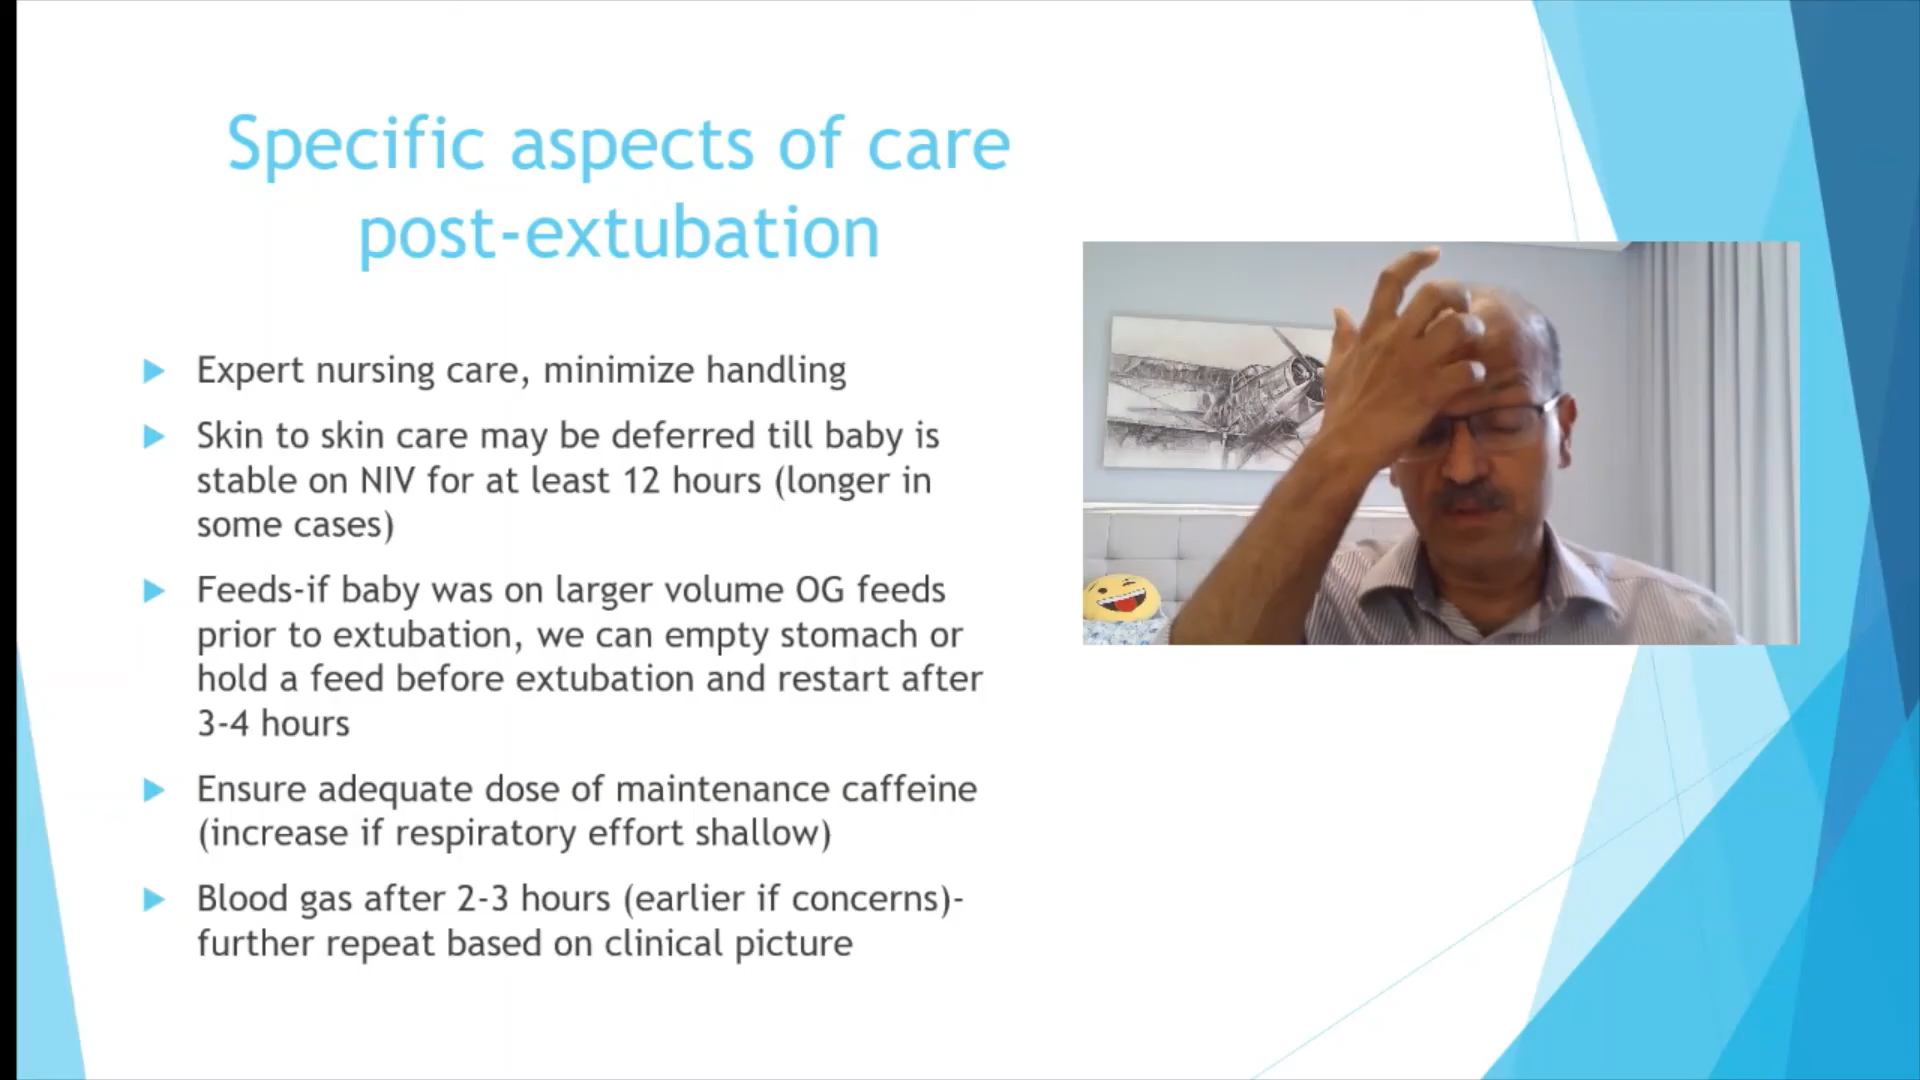 Specific aspects of care
post-extubation
Expert nursing care, minimize handling
Skin to skin care may be deferred till baby is
stable on NIV for at least 12 hours (longer in
some cases)
Feeds-if baby was on larger volume OG feeds
prior to extubation, we can empty stomach or
hold a feed before extubation and restart after
3-4 hours
Ensure adequate dose of maintenance caffeine
(increase if respiratory effort shallow)
Blood gas after 2-3 hours (earlier if concerns)-
further repeat based on clinical picture